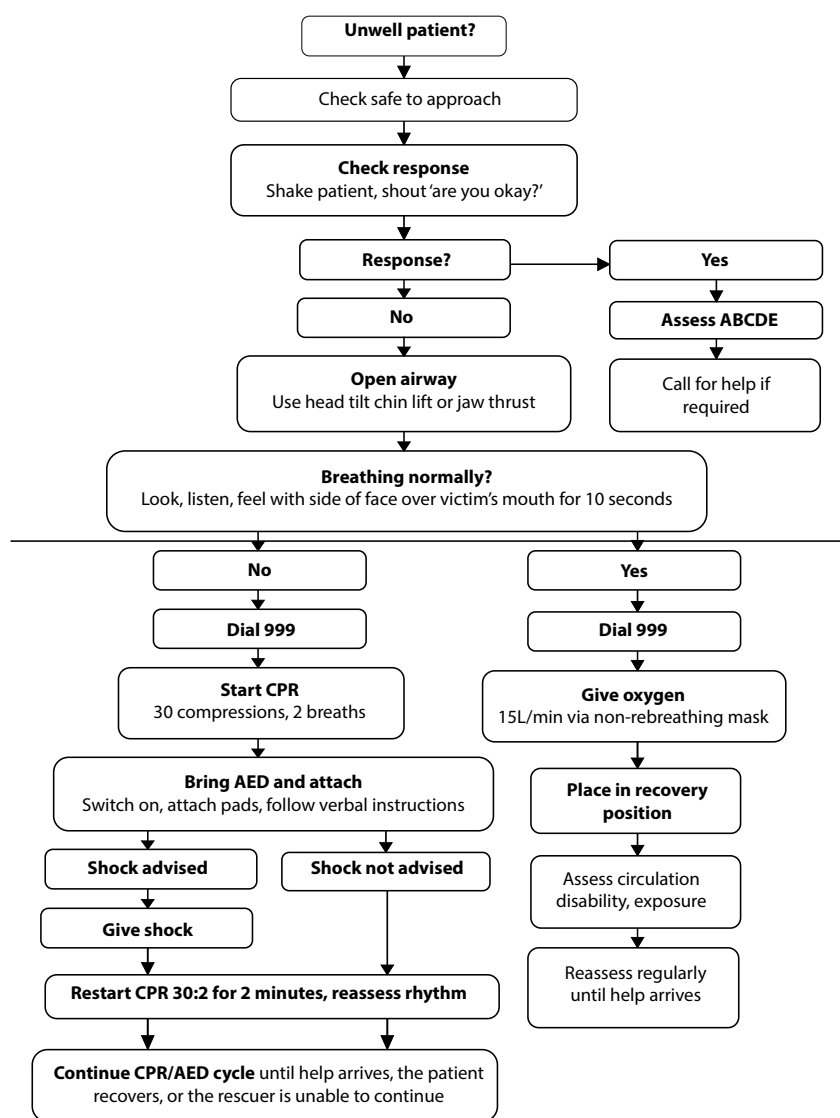 Unwell patient?
Check safe to approach
Check response
Shake patient, shout ‘are you okay?’
Response?
Yes
No
Assess ABCDE
Call for help if
required
Open airway
Use head tilt chin lift or jaw thrust
Breathing normally?
Look, listen, feel with side of face over victim’s mouth for 10 seconds
No
Dial 999
Start CPR
30 compressions, 2 breaths
Bring AED and attach
Switch on, attach pads, follow verbal instructions
Shock advised
Shock not advised
Give shock
Restart CPR 30:2 for 2 minutes, reassess rhythm
Continue CPR/AED cycle until help arrives, the patient
recovers, or the rescuer is unable to continue
Yes
Dial 999
Give oxygen
15L/min via non-rebreathing mask
Place in recovery
position
Assess circulation
disability, exposure
Reassess regularly
until help arrives